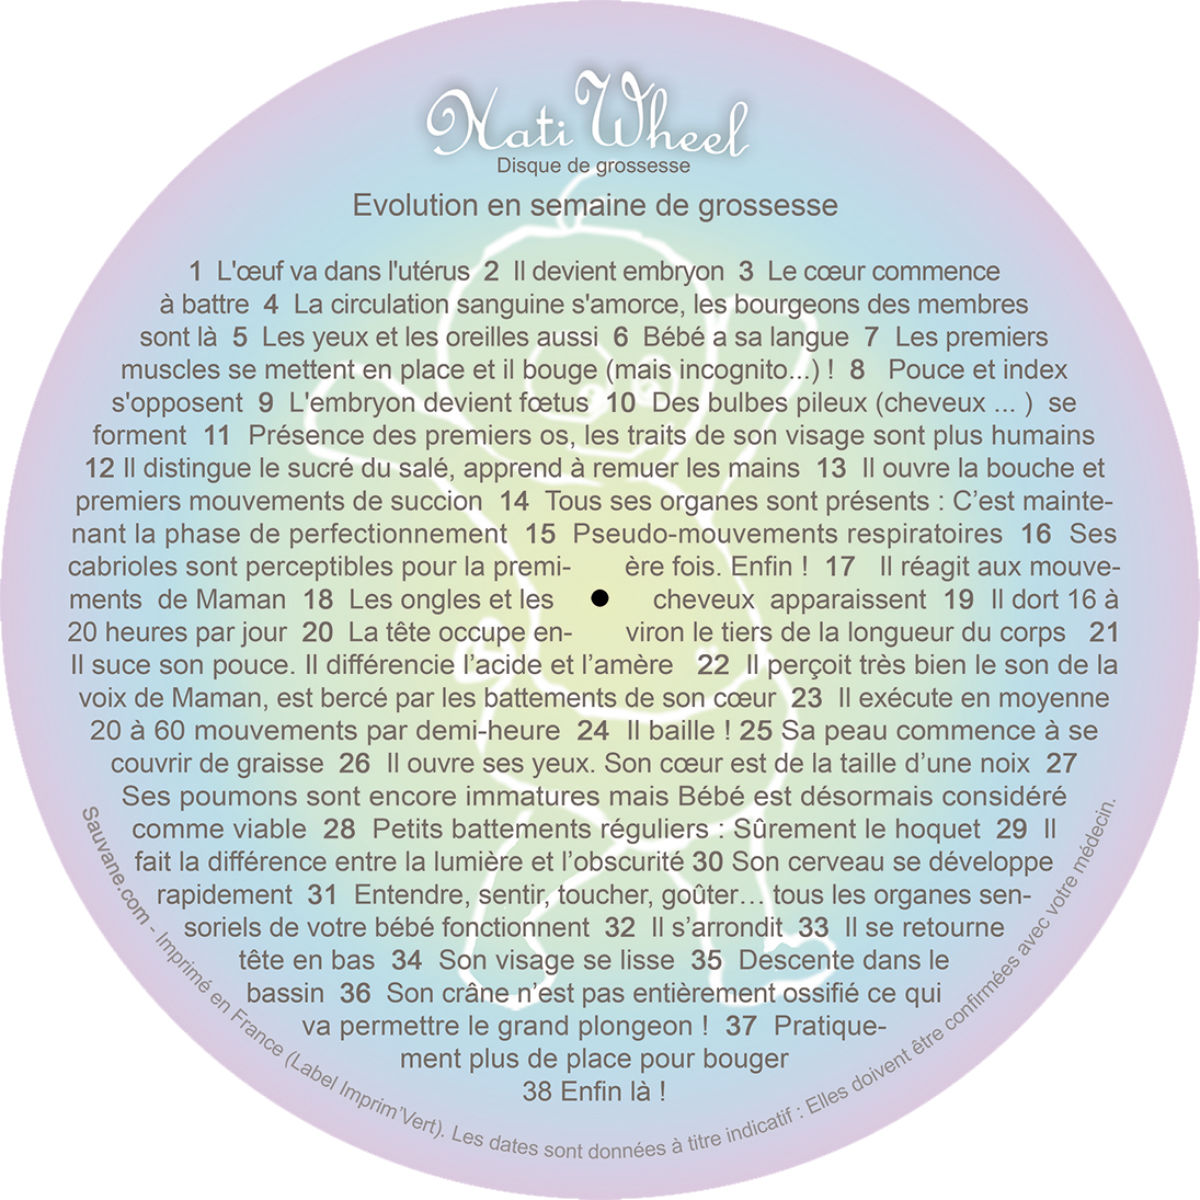 Nati Wheel
Disque de grossesse
Evolution en semaine de grossesse
1 L'œuf va dans l'utérus 2 Il devient embryon 3 Le cœur commence
à battre 4 La circulation sanguine s'amorce, les bourgeons des membres
sont là 5 Les yeux et les oreilles aussi 6 Bébé a sa langue 7 Les premiers
muscles se mettent en place et il bouge (mais incognito...) ! 8 Pouce et index
s'opposent 9 L'embryon devient fœtus 10 Des bulbes pileux (cheveux ... ) se
forment 11 Présence des premiers os, les traits de son visage sont plus humains
12 Il distingue le sucré du salé, apprend à remuer les mains 13 Il ouvre la bouche et
premiers mouvements de succion 14 Tous ses organes sont présents : C’est mainte-
nant la phase de perfectionnement 15 Pseudo-mouvements respiratoires 16 Ses
cabrioles sont perceptibles pour la premi- ère fois. Enfin ! 17 Il réagit aux mouve-
ments de Maman 18 Les ongles et les cheveux apparaissent 19 Il dort 16 à
20 heures par jour 20 La tête occupe en- viron le tiers de la longueur du corps 21
Il suce son pouce. Il différencie l’acide et l’amère 22 Il perçoit très bien le son de la
voix de Maman, est bercé par les battements de son cœur 23 Il exécute en moyenne
20 à 60 mouvements par demi-heure 24 Il baille ! 25 Sa peau commence à se
couvrir de graisse 26 Il ouvre ses yeux. Son cœur est de la taille d’une noix 27
Ses poumons sont encore immatures mais Bébé est désormais considéré
comme viable 28 Petits battements réguliers : Sûrement le hoquet 29 Il
fait la différence entre la lumière et l’obscurité 30 Son cerveau se développe
rapidement 31 Entendre, sentir, toucher, goûter… tous les organes sen-
soriels de votre bébé fonctionnent 32 Il s’arrondit 33 Il se retourne
tête en bas 34 Son visage se lisse 35 Descente dans le
bassin 36 Son crâne n’est pas entièrement ossifié ce qui
va permettre le grand plongeon ! 37 Pratique-
ment plus de place pour bouger
38 Enfin là !
Sauvane.com - Imprimé en France (Label Imprim’Vert). Les dates sont données à titre indicatif : Elles doivent être confirmées avec votre médecin.